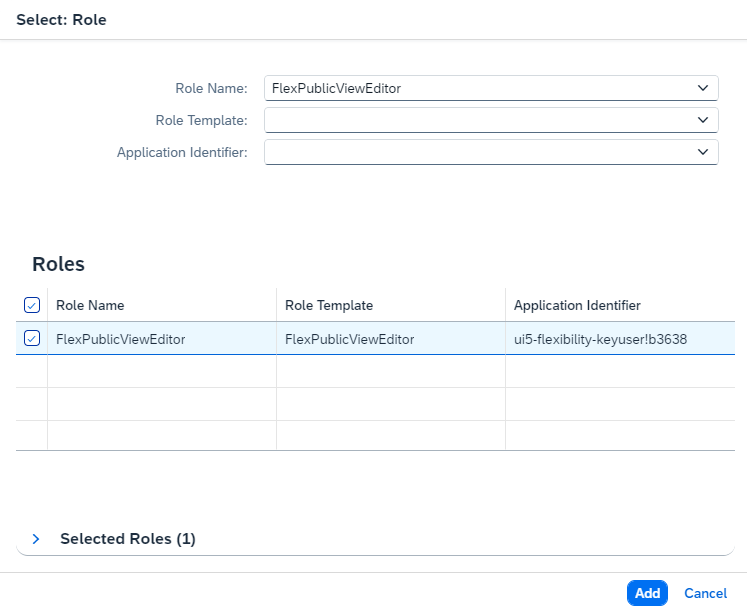 Select: Role
Role Name: FlexPublicViewEditor
Role Template:
Application Identifier:
Roles
Role Name Role Template Application Identifier
FlexPublicViewEditor FlexPublicViewEditor ui5-flexibility-keyuser!b3638
Selected Roles (1)
Add Cancel